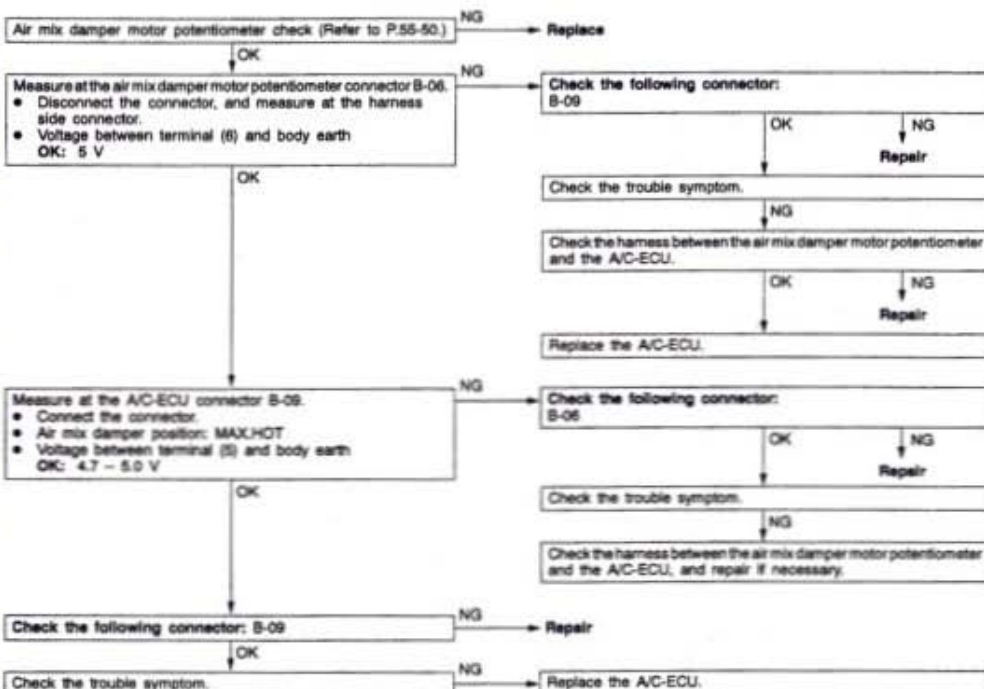 Air mix damper motor potentiometer check (Refer to P.55-50.)
NG
Replace
OK
Measure at the air mix damper motor potentiometer connector B-06.
● Disconnect the connector, and measure at the harness
side connector.
● Voltage between terminal (6) and body earth
OK: 5 V
NG
Check the following connector:
B-09
OK
NG
Repair
Check the trouble symptom.
NG
Check the harness between the air mix damper motor potentiometer
and the A/C-ECU.
OK
NG
Repair
Replace the A/C-ECU.
OK
Measure at the A/C-ECU connector B-09.
● Connect the connector.
● Air mix damper position: MAX.HOT
● Voltage between terminal (5) and body earth
OK: 4.7 – 5.0 V
NG
Check the following connector:
B-06
OK
NG
Repair
Check the trouble symptom.
NG
Check the harness between the air mix damper motor potentiometer
and the A/C-ECU, and repair if necessary.
OK
Check the following connector: B-09
NG
Repair
OK
Check the trouble symptom.
NG
Replace the A/C-ECU.